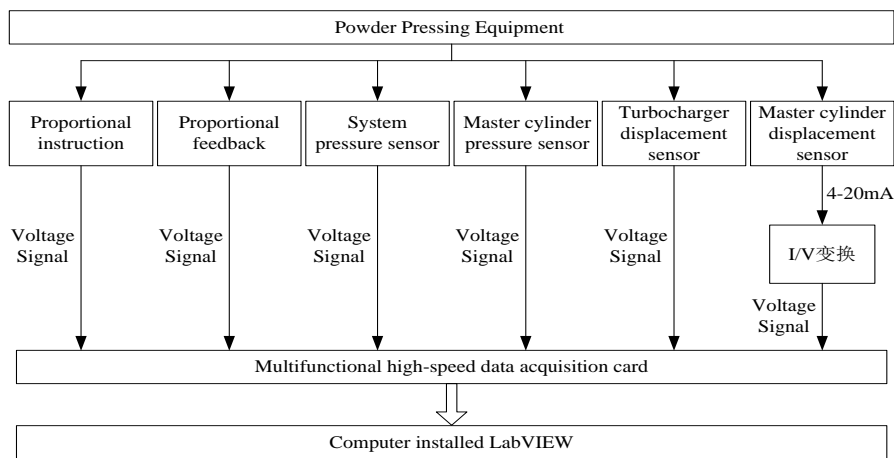 Powder Pressing Equipment
Proportional
instruction
Proportional
feedback
System
pressure sensor
Master cylinder
pressure sensor
Turbocharger
displacement
sensor
Master cylinder
displacement
sensor
4-20mA
Voltage
Signal
Voltage
Signal
Voltage
Signal
Voltage
Signal
Voltage
Signal
I/V变换
Voltage
Signal
Multifunctional high-speed data acquisition card
Computer installed LabVIEW